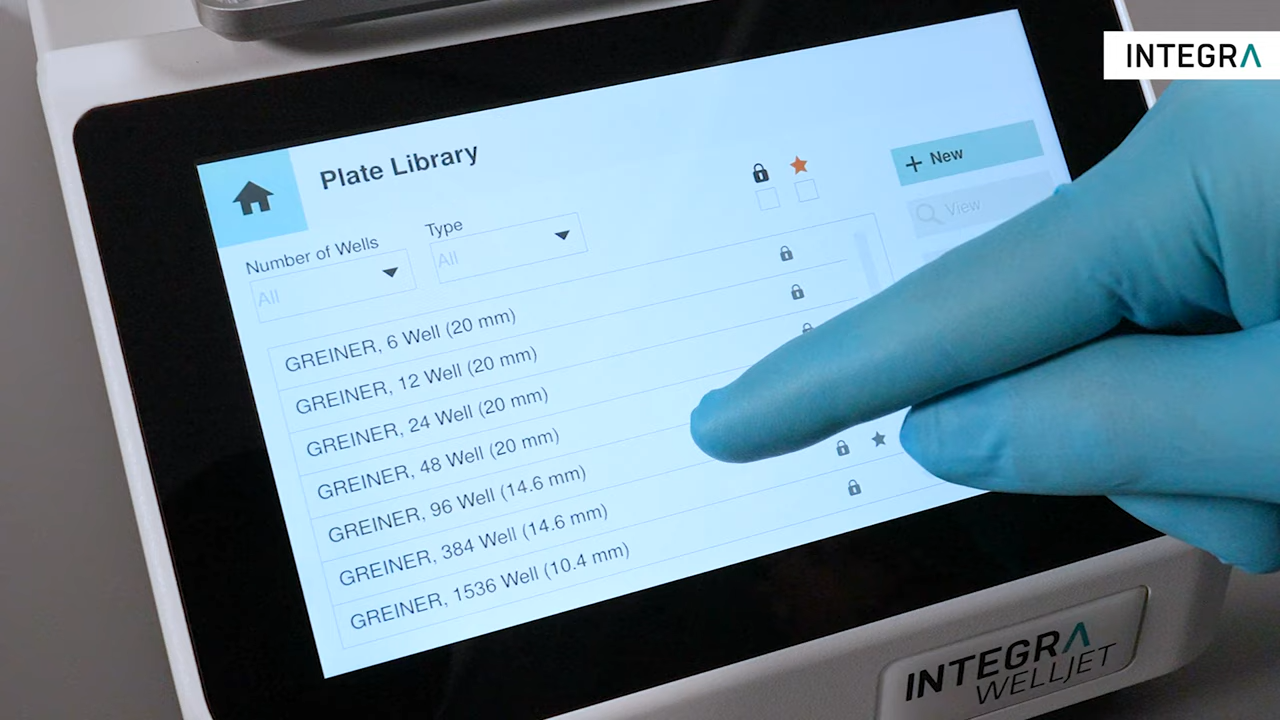 INTEGRA
Plate Library
New
View
Number of Wells
Type
All
All
GREINER, 6 Well (20 mm)
GREINER, 12 Well (20 mm)
GREINER, 24 Well (20 mm)
GREINER, 48 Well (20 mm)
GREINER, 96 Well (14.6 mm)
GREINER, 384 Well (14.6 mm)
GREINER, 1536 Well (10.4 mm)
INTEGRA
WELLJET